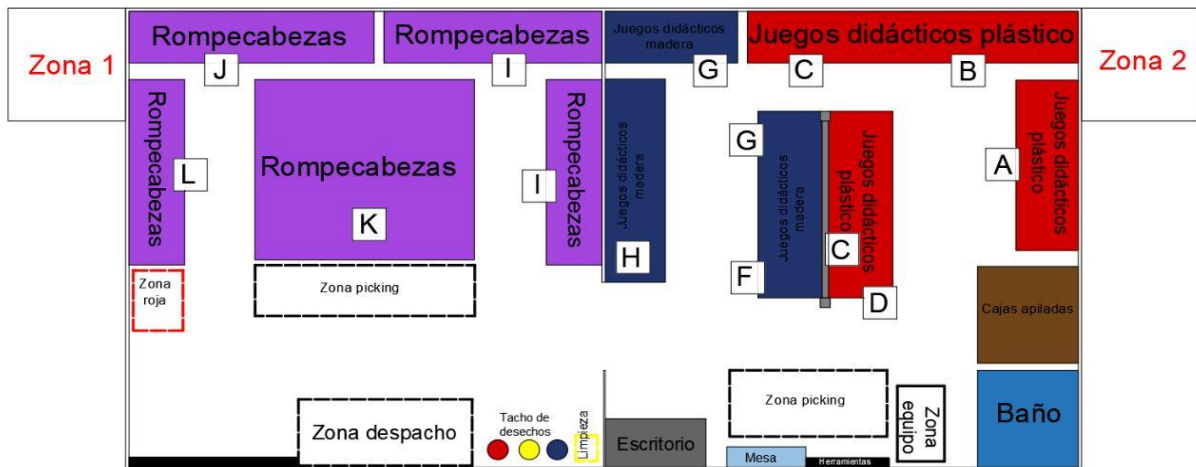 Zona 1
Rompecabezas
Rompecabezas
Juegos didácticos
madera
Juegos didácticos plástico
Zona 2
J
I
G
C
B
Rompecabezas
L
Rompecabezas
K
I
Rompecabezas
Juegos didácticos
madera
H
G
Juegos didácticos
madera
F
Juegos didácticos
plástico
C
D
A
Juegos didácticos
plástico
Zona
roja
Zona picking
Cajas apiladas
Zona despacho
Tacho de
desechos
Limpieza
Escritorio
Zona picking
Mesa
Herramientas
Zona
equipo
Baño